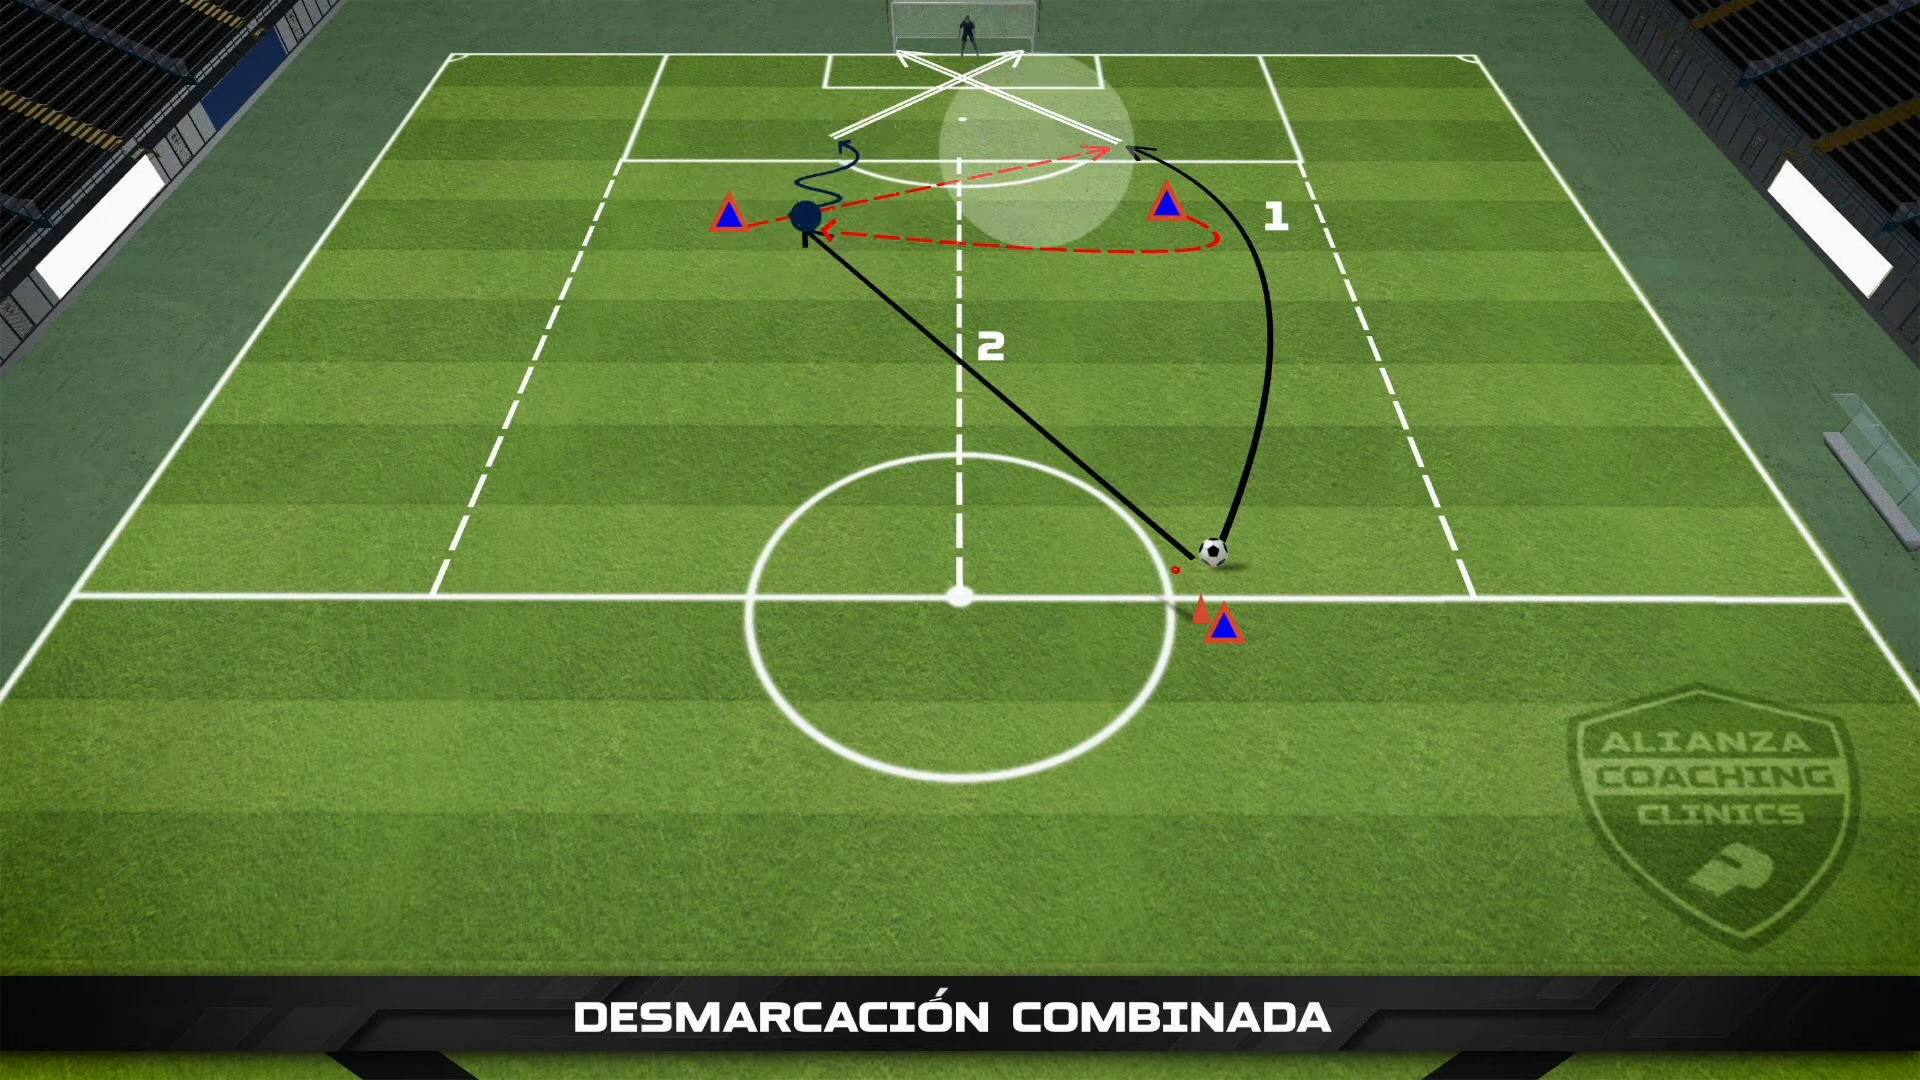 1
2
ALIANZA
COACHING
CLINICS
DESMARCACIÓN COMBINADA